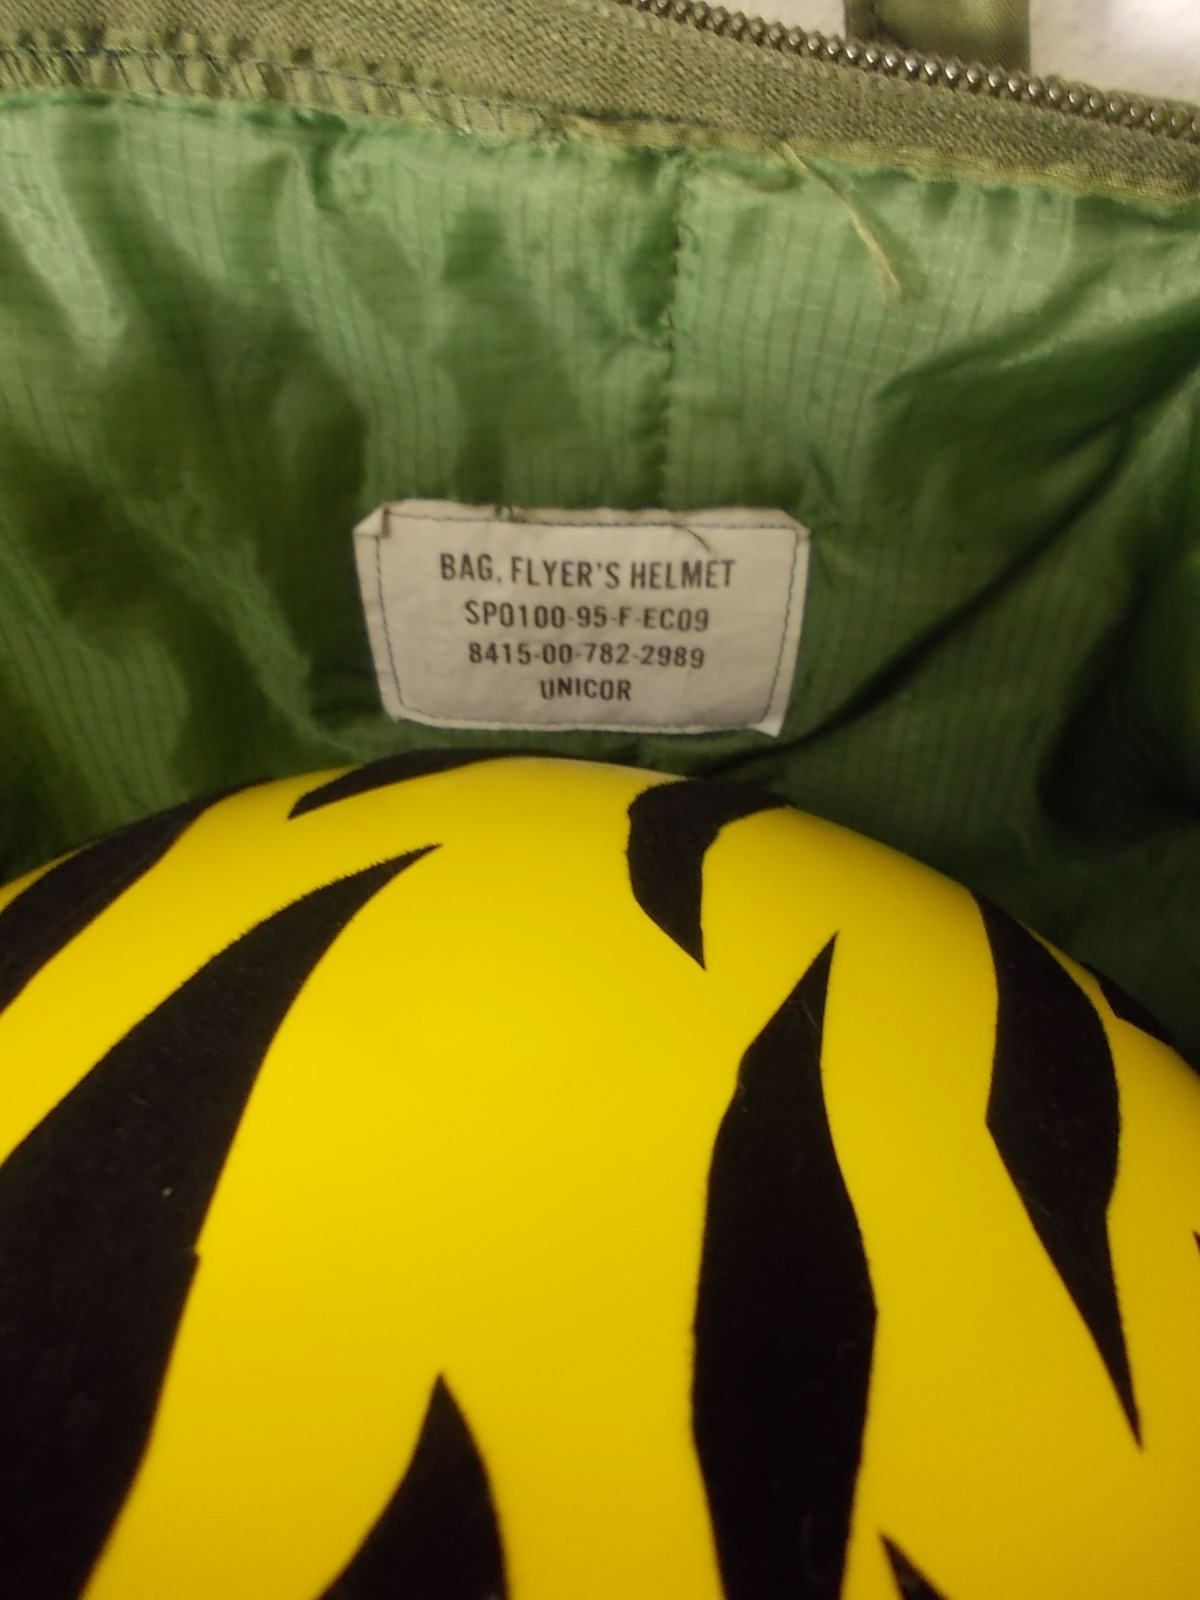 BAG, FLYER'S HELMET
SP0100-95-F-EC09
8415-00-782-2989
UNICOR